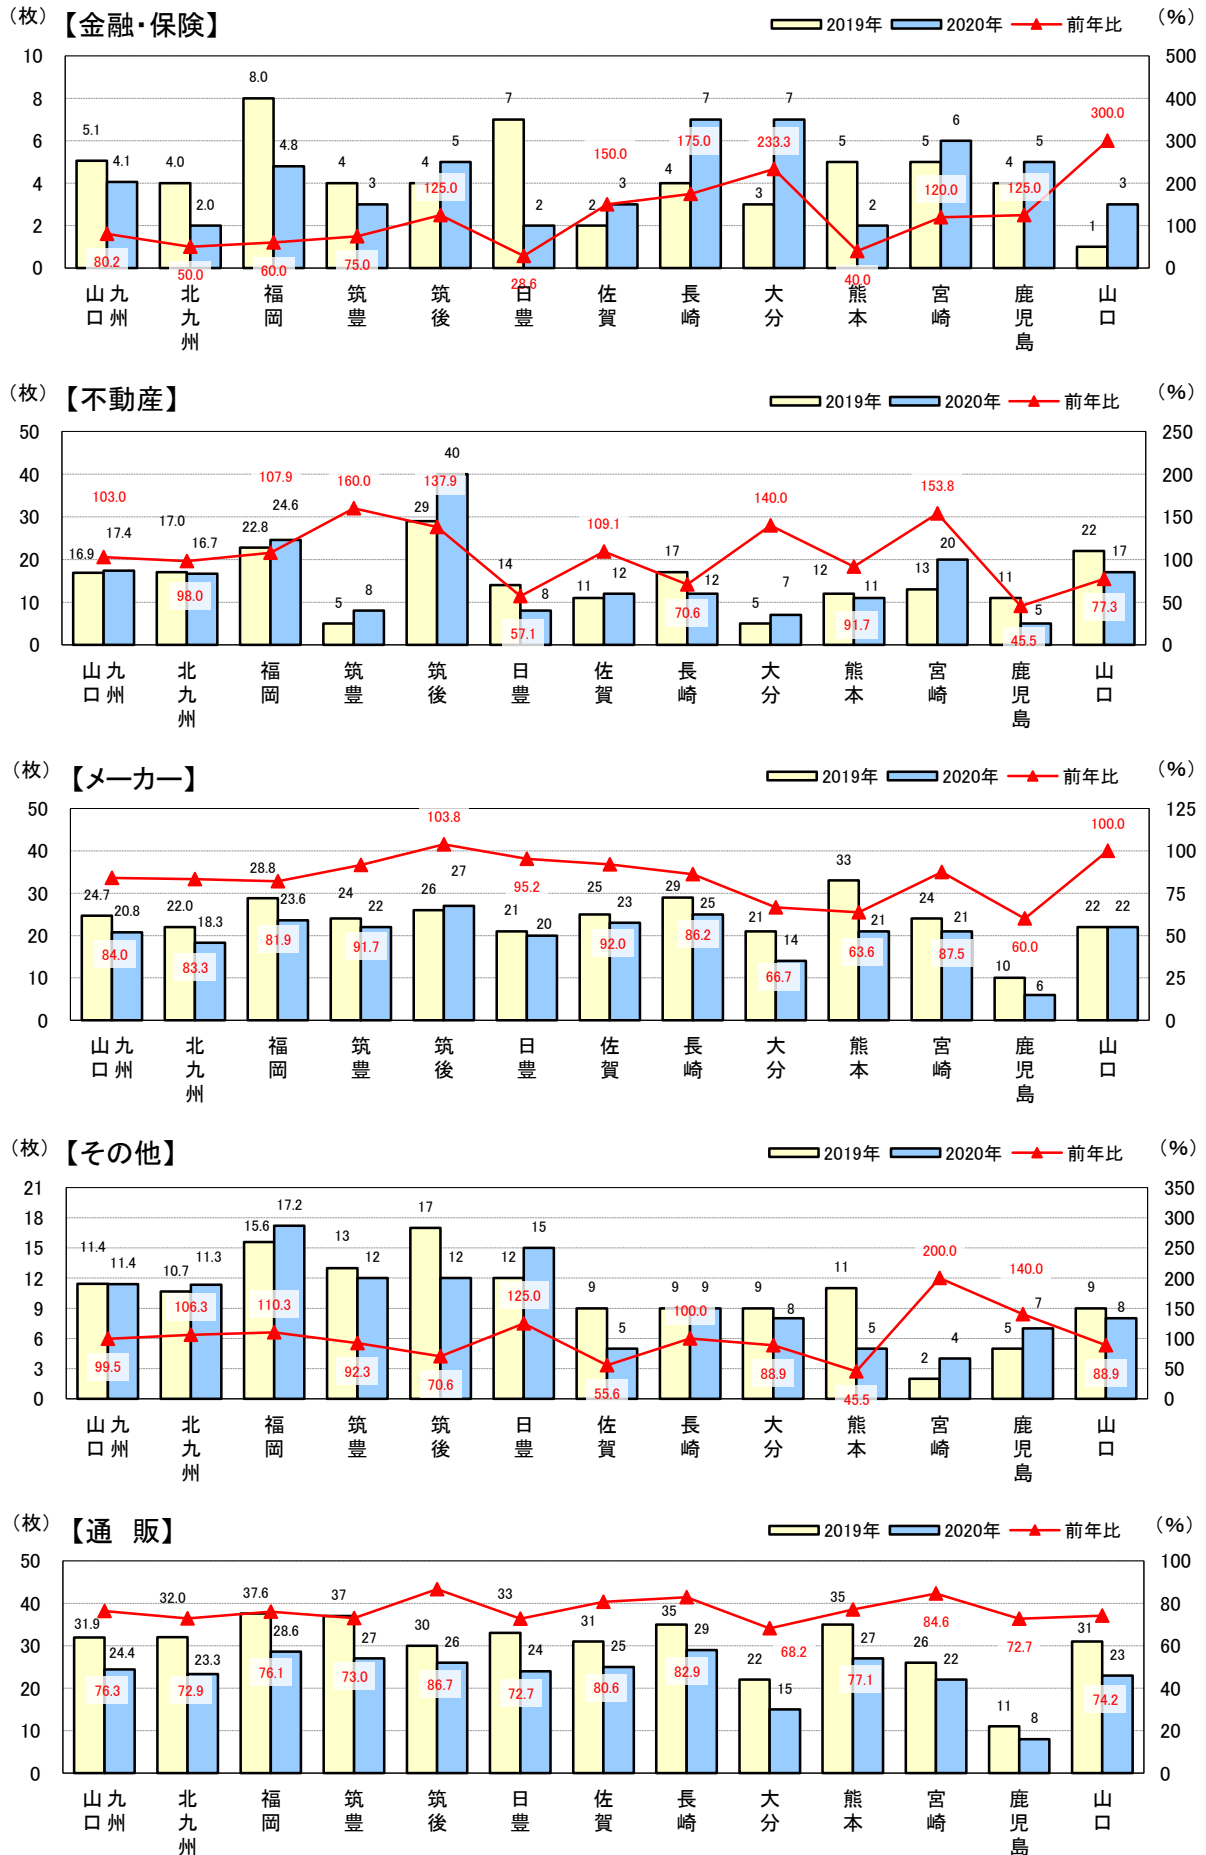 （枚）【金融・保険】 2019年 2020年 前年比 （％）
10 500
8 400
6 300
4 200
2 100
0 0
5.1 4.0 8.0 4 4 7 2 4 3 5 5 4 1
4.1 2.0 4.8 3 5 2 3 7 7 2 6 5 3
80.2 50.0 60.0 75.0 125.0 28.6 150.0 175.0 233.3 40.0 120.0 125.0 300.0
九州山口 北九州 福岡 筑豊 筑後 日豊 佐賀 長崎 大分 熊本 宮崎 鹿児島 山口
（枚）【不動産】 2019年 2020年 前年比 （％）
50 250
40 200
30 150
20 100
10 50
0 0
16.9 17.0 22.8 5 29 14 11 17 5 12 13 11 22
17.4 16.7 24.6 8 40 8 12 12 7 11 20 5 17
103.0 98.0 107.9 160.0 137.9 57.1 109.1 70.6 140.0 91.7 153.8 45.5 77.3
九州山口 北九州 福岡 筑豊 筑後 日豊 佐賀 長崎 大分 熊本 宮崎 鹿児島 山口
（枚）【メーカー】 2019年 2020年 前年比 （％）
50 125
40 100
30 75
20 50
10 25
0 0
24.7 22.0 28.8 24 26 21 25 29 21 33 24 10 22
20.8 18.3 23.6 22 27 20 23 25 14 21 21 6 22
84.0 83.3 81.9 91.7 103.8 95.2 92.0 86.2 66.7 63.6 87.5 60.0 100.0
九州山口 北九州 福岡 筑豊 筑後 日豊 佐賀 長崎 大分 熊本 宮崎 鹿児島 山口
（枚）【その他】 2019年 2020年 前年比 （％）
21 350
18 300
15 250
12 200
9 150
6 100
3 50
0 0
11.4 10.7 15.6 13 17 12 9 9 9 11 2 5 9
11.4 11.3 17.2 12 12 15 5 9 8 5 4 7 8
99.5 106.3 110.3 92.3 70.6 125.0 55.6 100.0 88.9 45.5 200.0 140.0 88.9
九州山口 北九州 福岡 筑豊 筑後 日豊 佐賀 長崎 大分 熊本 宮崎 鹿児島 山口
（枚）【通　販】 2019年 2020年 前年比 （％）
50 100
40 80
30 60
20 40
10 20
0 0
31.9 32.0 37.6 37 30 33 31 35 22 35 26 11 31
24.4 23.3 28.6 27 26 24 25 29 15 27 22 8 23
76.3 72.9 76.1 73.0 86.7 72.7 80.6 82.9 68.2 77.1 84.6 72.7 74.2
九州山口 北九州 福岡 筑豊 筑後 日豊 佐賀 長崎 大分 熊本 宮崎 鹿児島 山口